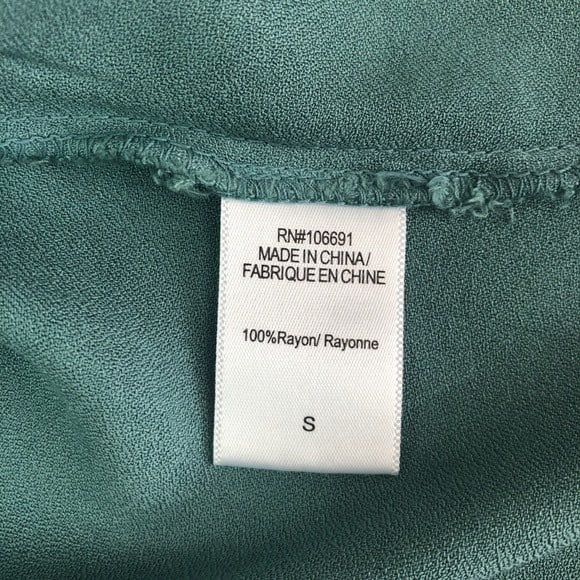 RN#106691
MADE IN CHINA/
FABRIQUE EN CHINE
100%Rayon/ Rayonne
S